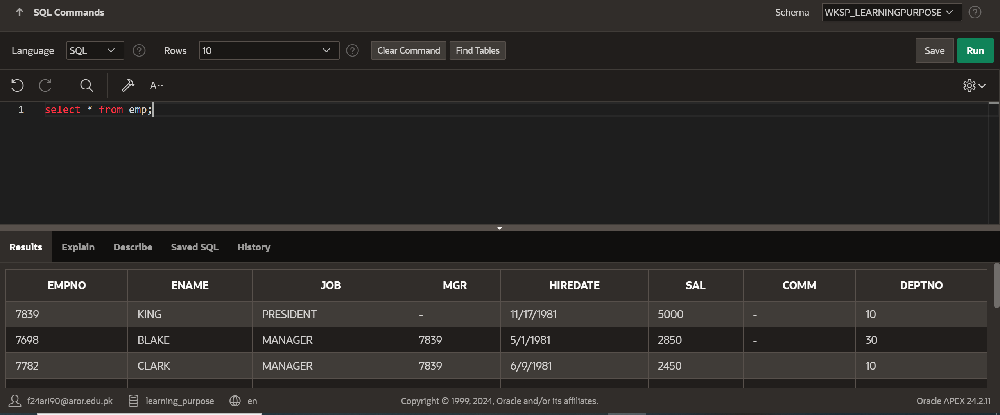 SQL Commands Schema WKSP_LEARNINGPURPOSE ?
Language SQL ? Rows 10 ? Clear Command Find Tables Save Run
A::
1 select * from emp;
Results Explain Describe Saved SQL History
EMPNO ENAME JOB MGR HIREDATE SAL COMM DEPTNO
7839 KING PRESIDENT - 11/17/1981 5000 - 10
7698 BLAKE MANAGER 7839 5/1/1981 2850 - 30
7782 CLARK MANAGER 7839 6/9/1981 2450 - 10
f24ari90@aror.edu.pk learning_purpose en Copyright © 1999, 2024, Oracle and/or its affiliates. Oracle APEX 24.2.11